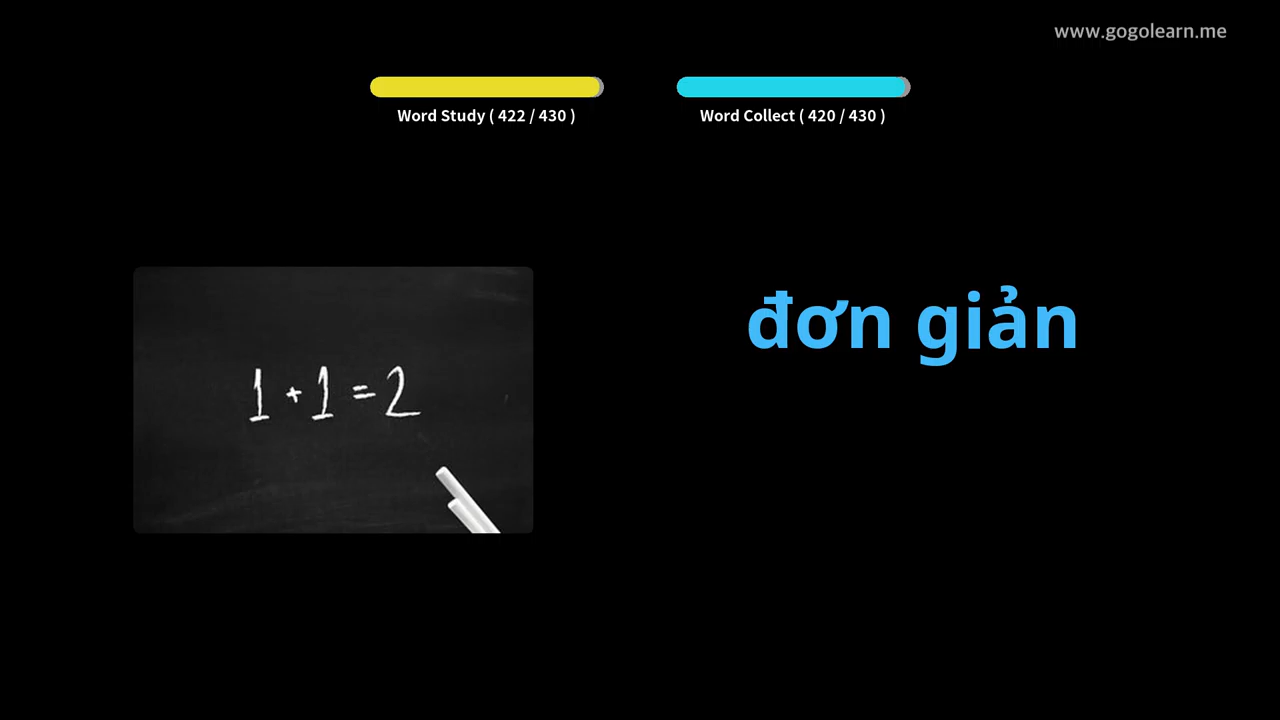 www.gogolearn.me
Word Study ( 422 / 430 )
Word Collect ( 420 / 430 )
đơn giản
1 + 1 = 2